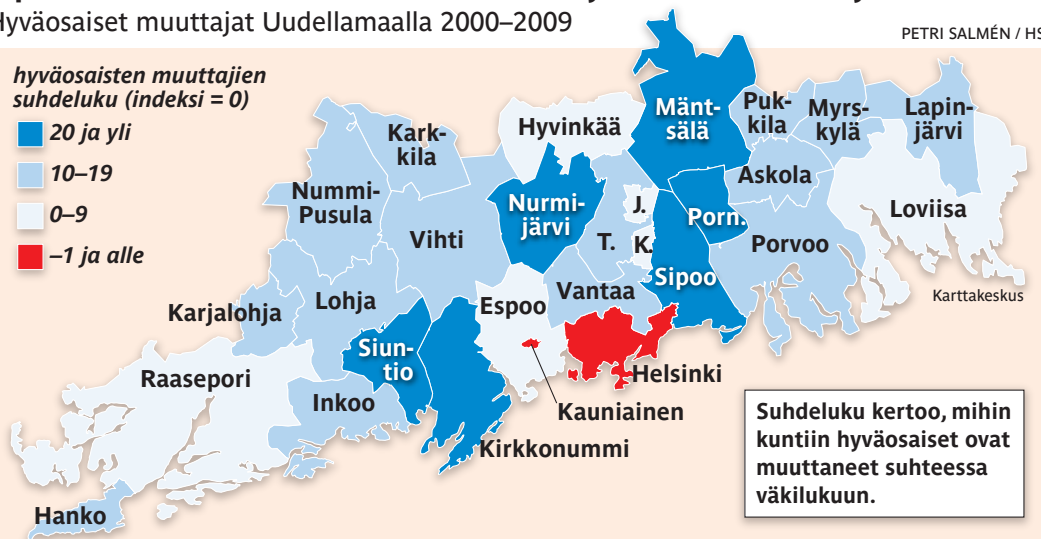 Hyväosaiset muuttajat Uudellamaalla 2000–2009
PETRI SALMÉN / HS
hyväosaisten muuttajien
suhdeluku (indeksi = 0)
20 ja yli
10–19
0–9
–1 ja alle
Mänt-
sälä
Puk-
kila
Myrs-
kylä
Lapin-
järvi
Hyvinkää
Kark-
kila
Askola
Nummi-
Pusula
Nurmi-
järvi
J.
Porn.
Loviisa
Vihti
T.
K.
Porvoo
Sipoo
Karttakeskus
Vantaa
Espoo
Lohja
Karjalohja
Siun-
tio
Raasepori
Helsinki
Inkoo
Kauniainen
Kirkkonummi
Hanko
Suhdeluku kertoo, mihin
kuntiin hyväosaiset ovat
muuttaneet suhteessa
väkilukuun.